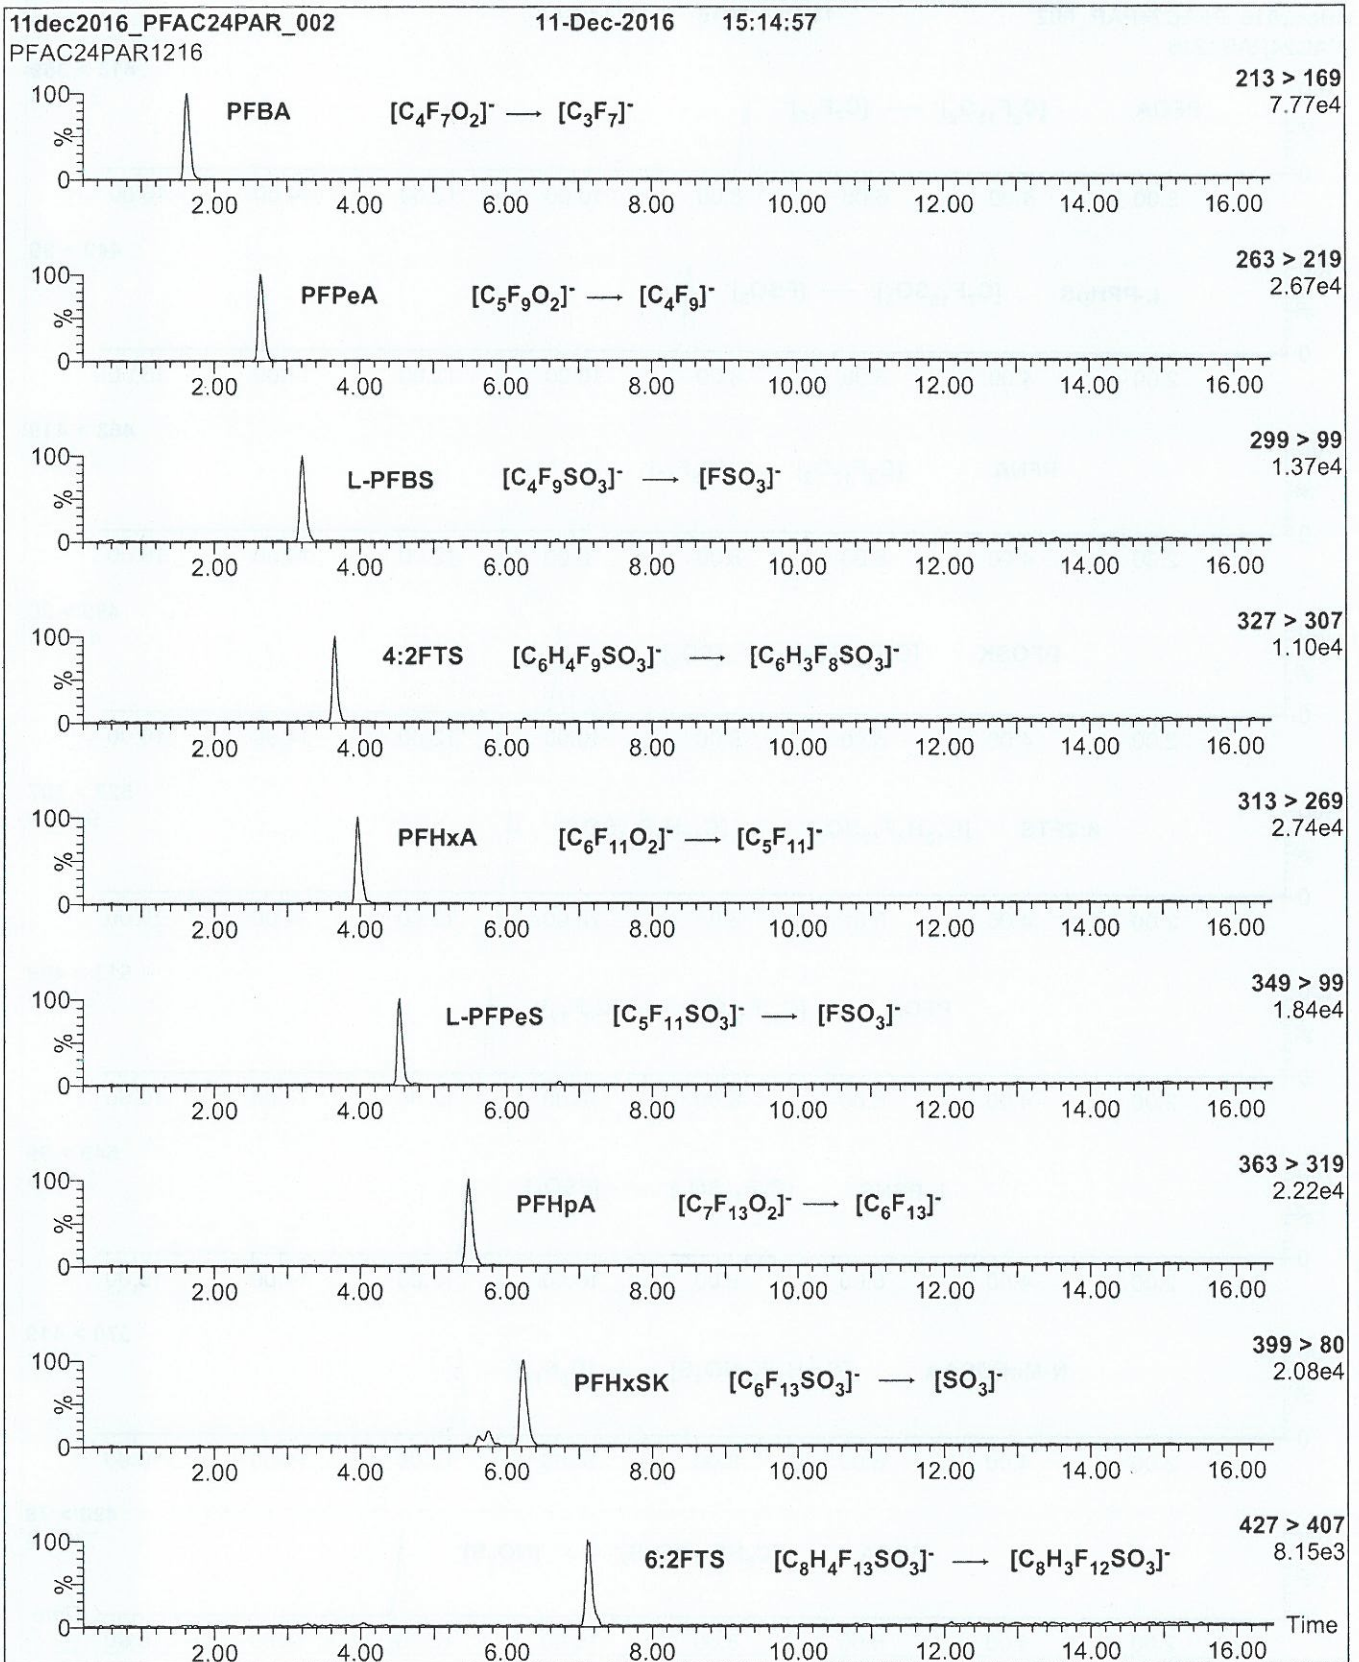 11dec2016_PFAC24PAR_002 11-Dec-2016 15:14:57
PFAC24PAR1216
213 > 169
7.77e4
PFBA [C₄F₇O₂]⁻ → [C₃F₇]⁻
100
%
0
2.00 4.00 6.00 8.00 10.00 12.00 14.00 16.00
263 > 219
2.67e4
PFPeA [C₅F₉O₂]⁻ → [C₄F₉]⁻
100
%
0
2.00 4.00 6.00 8.00 10.00 12.00 14.00 16.00
299 > 99
1.37e4
L-PFBS [C₄F₉SO₃]⁻ → [FSO₃]⁻
100
%
0
2.00 4.00 6.00 8.00 10.00 12.00 14.00 16.00
327 > 307
1.10e4
4:2FTS [C₆H₄F₉SO₃]⁻ → [C₆H₃F₈SO₃]⁻
100
%
0
2.00 4.00 6.00 8.00 10.00 12.00 14.00 16.00
313 > 269
2.74e4
PFHxA [C₆F₁₁O₂]⁻ → [C₅F₁₁]⁻
100
%
0
2.00 4.00 6.00 8.00 10.00 12.00 14.00 16.00
349 > 99
1.84e4
L-PFPeS [C₅F₁₁SO₃]⁻ → [FSO₃]⁻
100
%
0
2.00 4.00 6.00 8.00 10.00 12.00 14.00 16.00
363 > 319
2.22e4
PFHpA [C₇F₁₃O₂]⁻ → [C₆F₁₃]⁻
100
%
0
2.00 4.00 6.00 8.00 10.00 12.00 14.00 16.00
399 > 80
2.08e4
PFHxSK [C₆F₁₃SO₃]⁻ → [SO₃]⁻
100
%
0
2.00 4.00 6.00 8.00 10.00 12.00 14.00 16.00
427 > 407
8.15e3
6:2FTS [C₈H₄F₁₃SO₃]⁻ → [C₈H₃F₁₂SO₃]⁻
100
%
0
Time
2.00 4.00 6.00 8.00 10.00 12.00 14.00 16.00